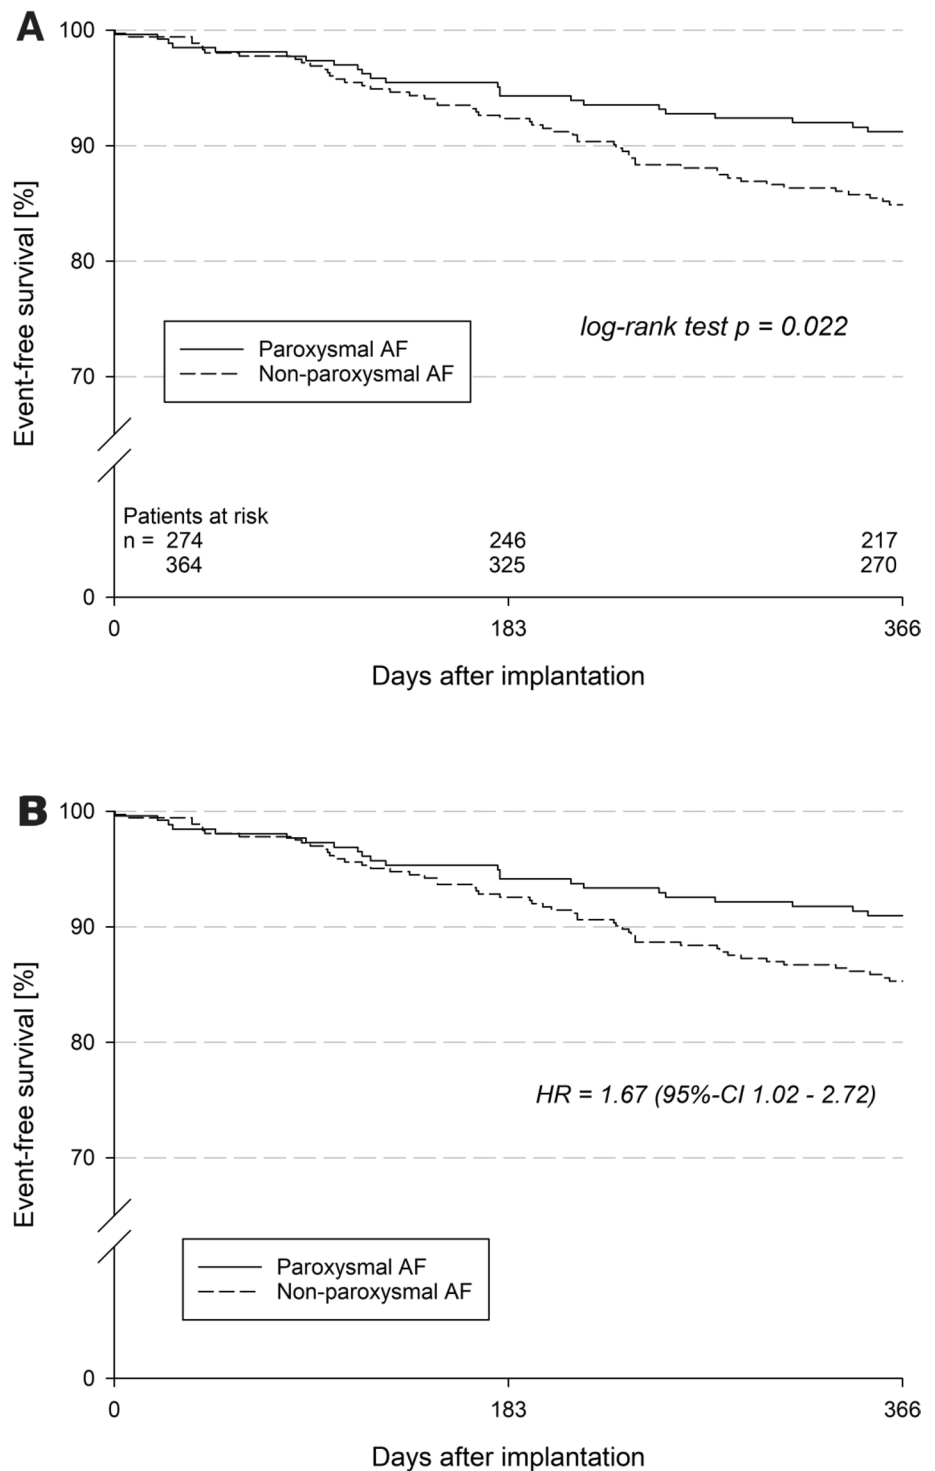 A
100
90
80
70
0
Event-free survival [%]
log-rank test p = 0.022
Paroxysmal AF
Non-paroxysmal AF
Patients at risk
n = 274 246 217
364 325 270
0 183 366
Days after implantation
B
100
90
80
70
0
Event-free survival [%]
HR = 1.67 (95%-CI 1.02 - 2.72)
Paroxysmal AF
Non-paroxysmal AF
0 183 366
Days after implantation